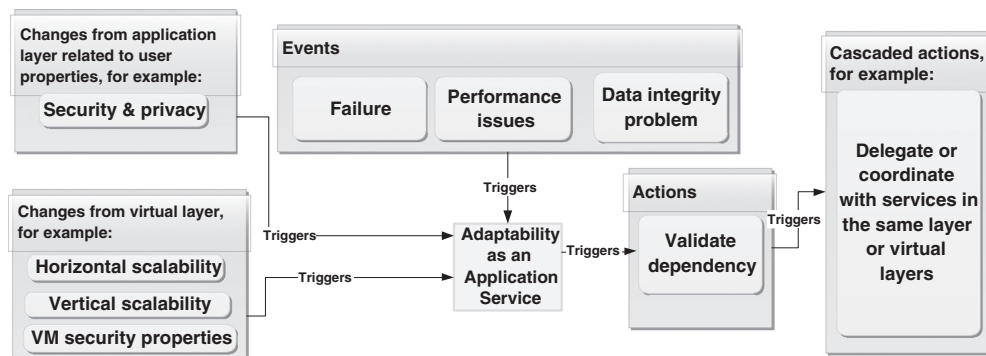 Changes from application
layer related to user
properties, for example:
Security & privacy
Events
Failure
Performance
issues
Data integrity
problem
Cascaded actions,
for example:
Delegate or
coordinate
with services in
the same layer
or virtual
layers
Triggers
Actions
Validate
dependency
Triggers
Changes from virtual layer,
for example:
Horizontal scalability
Vertical scalability
VM security properties
Triggers
Triggers
Adaptability
as an
Application
Service
Triggers